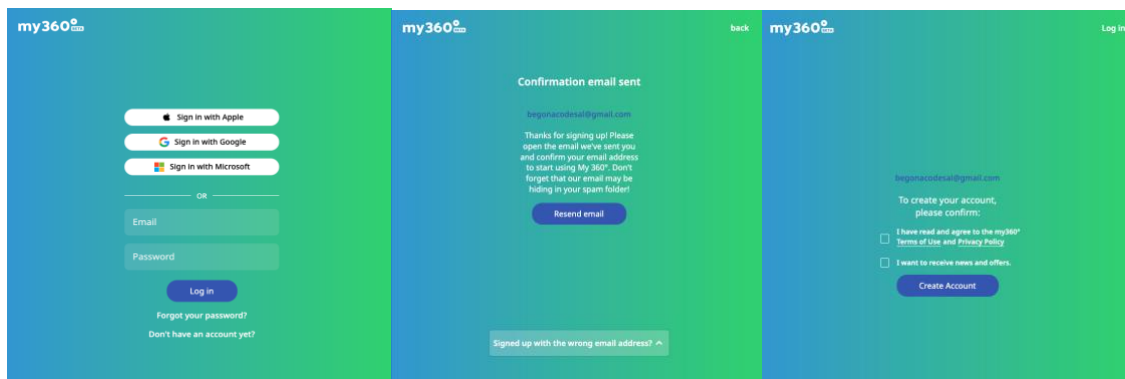 my360° BETA
Sign in with Apple
Sign in with Google
Sign in with Microsoft
OR
Email
Password
Log in
Forgot your password?
Don't have an account yet?
my360° BETA
back
Confirmation email sent
begonacodesal@gmail.com
Thanks for signing up! Please
open the email we've sent you
and confirm your email address
to start using My 360°. Don't
forget that our email may be
hiding in your spam folder!
Resend email
Signed up with the wrong email address?
my360° BETA
Log in
begonacodesal@gmail.com
To create your account,
please confirm:
I have read and agree to the my360°
Terms of Use and Privacy Policy
I want to receive news and offers.
Create Account